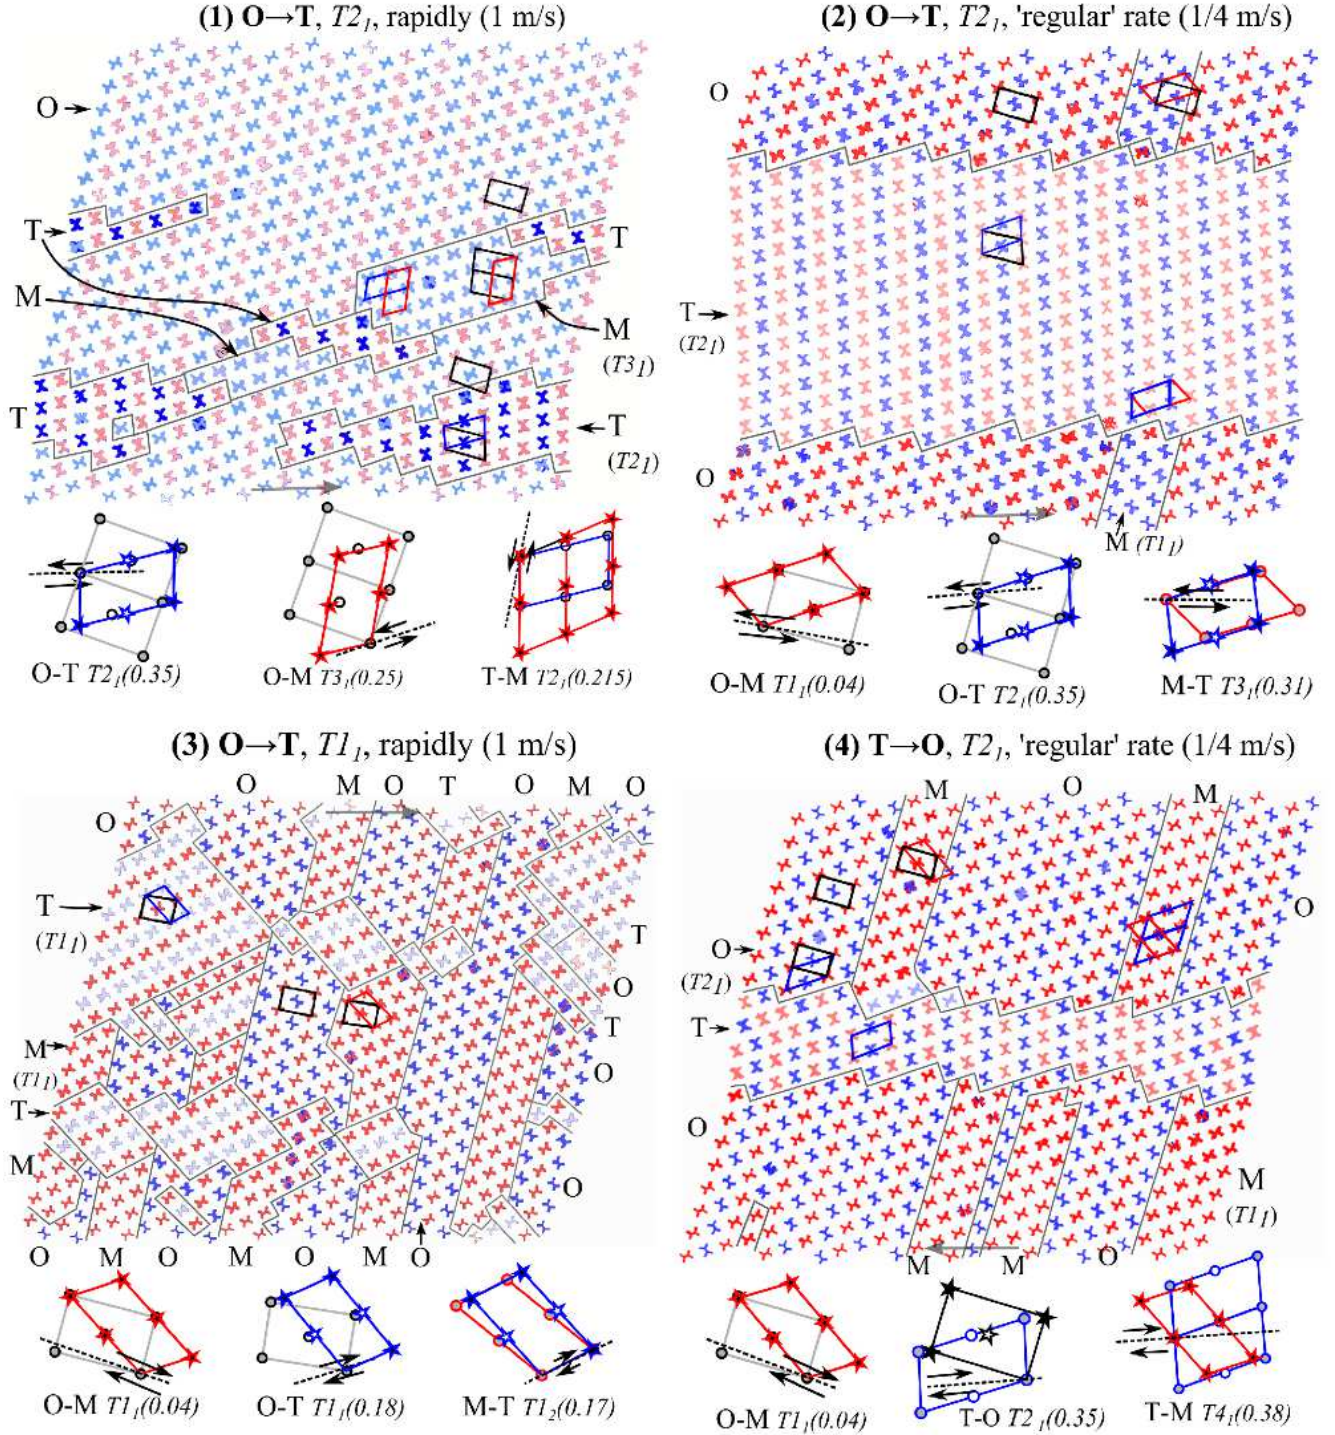 (1) O→T, T2₁, rapidly (1 m/s)
O
T
M
T
T
M
(T3₁)
T
(T2₁)
O-T T2₁(0.35)
O-M T3₁(0.25)
T-M T2₁(0.215)
(2) O→T, T2₁, 'regular' rate (1/4 m/s)
O
T
(T2₁)
O
M (T1₁)
O-M T1₁(0.04)
O-T T2₁(0.35)
M-T T3₁(0.31)
(3) O→T, T1₁, rapidly (1 m/s)
O M O T O M O
O
T
(T1₁)
M
(T1₁)
T
M
T
O
T
O
O
O M O M O M O
O-M T1₁(0.04)
O-T T1₁(0.18)
M-T T1₂(0.17)
(4) T→O, T2₁, 'regular' rate (1/4 m/s)
M O M
O
(T2₁)
T
O
O
M
(T1₁)
M M O
O-M T1₁(0.04)
T-O T2₁(0.35)
T-M T4₁(0.38)